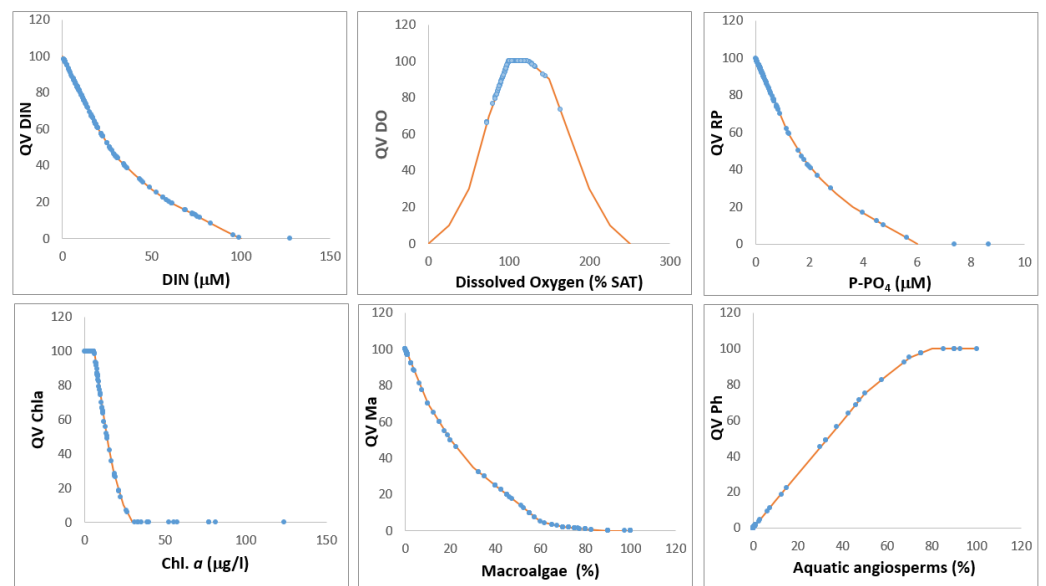 120
100
80
60
40
20
0
QV DIN
0 50 100 150
DIN (µM)
120
100
80
60
40
20
0
QV DO
0 100 200 300
Dissolved Oxygen (% SAT)
120
100
80
60
40
20
0
QV RP
0 2 4 6 8 10
P-PO₄ (µM)
120
100
80
60
40
20
0
QV Chla
0 50 100 150
Chl. a (µg/l)
120
100
80
60
40
20
0
QV Ma
0 20 40 60 80 100 120
Macroalgae (%)
120
100
80
60
40
20
0
QV Ph
0 20 40 60 80 100 120
Aquatic angiosperms (%)